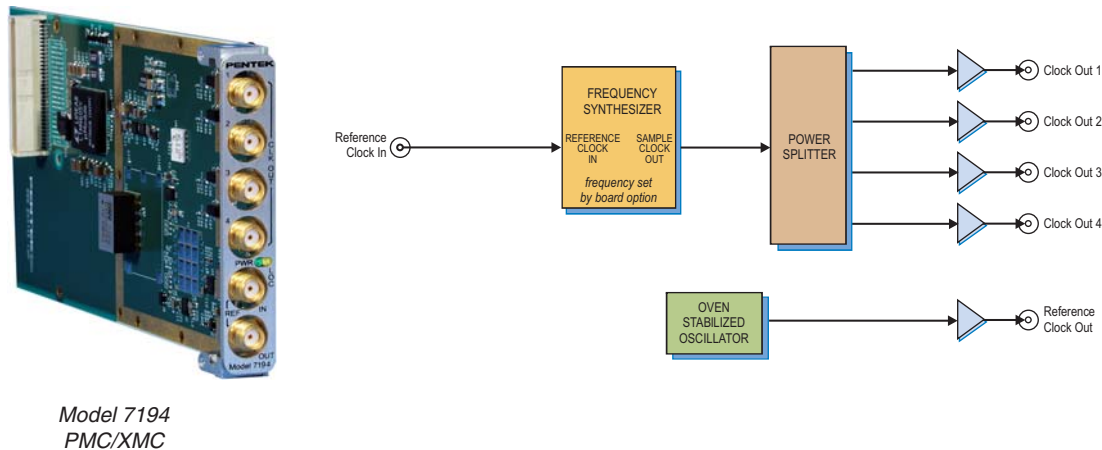 PENTEK
1
2
3
4
PWR
IN
REF
OUT
Model 7194
Model 7194
PMC/XMC
Reference
Clock In
FREQUENCY
SYNTHESIZER
REFERENCE
CLOCK
IN
SAMPLE
CLOCK
OUT
frequency set
by board option
POWER
SPLITTER
Clock Out 1
Clock Out 2
Clock Out 3
Clock Out 4
OVEN
STABILIZED
OSCILLATOR
Reference
Clock Out